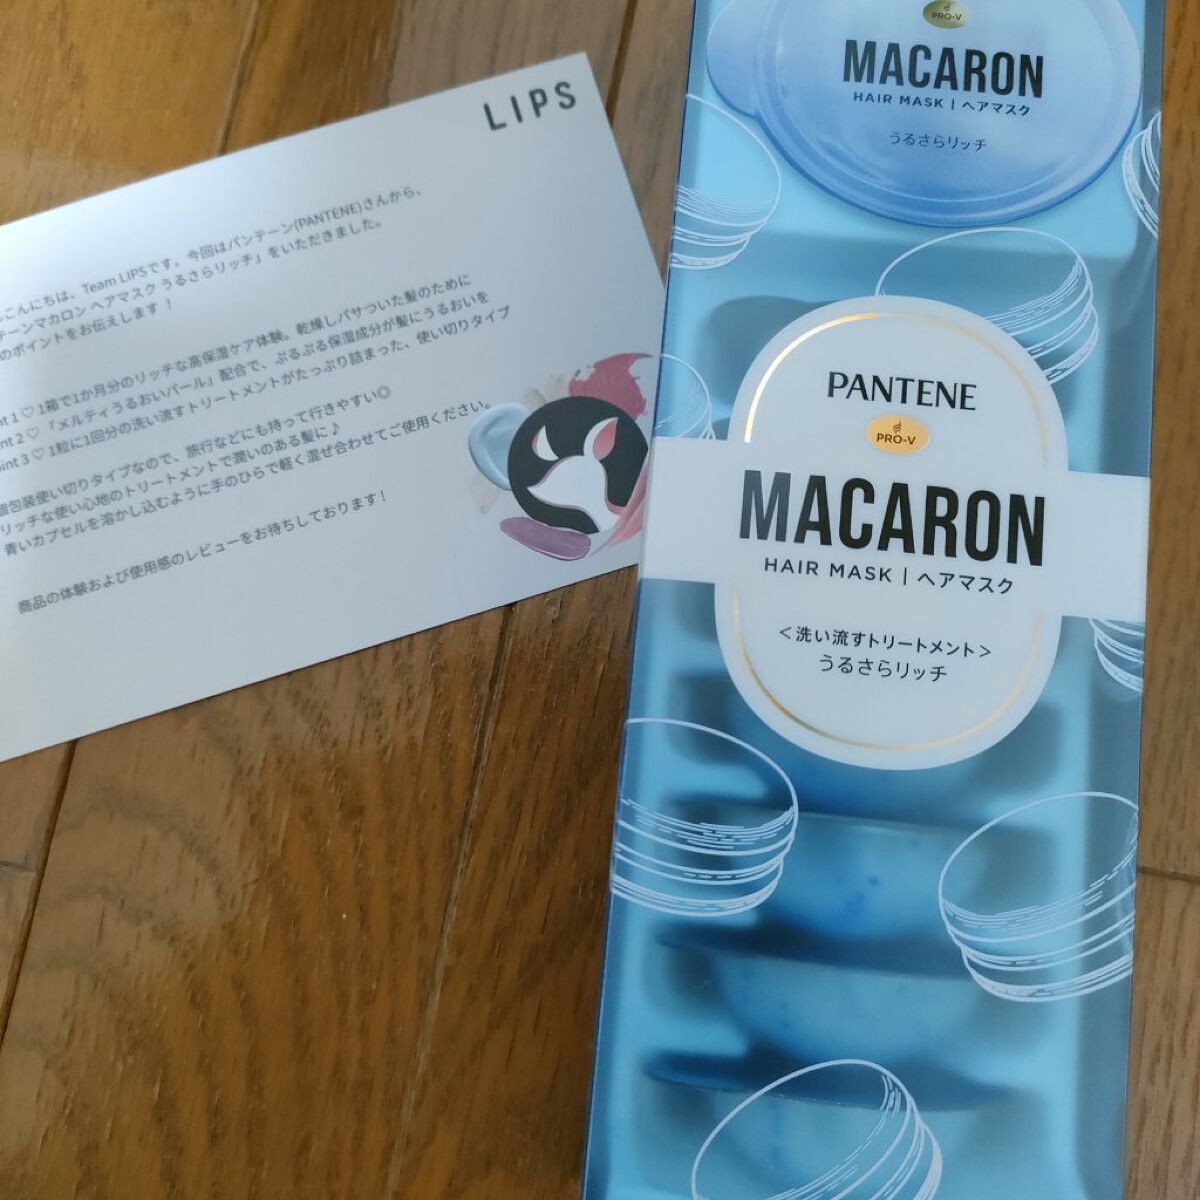 LIPS
こんにちは、Team LIPSです。今回はパンテーン(PANTENE)さんから、
テーンマカロン ヘアマスク うるさらリッチ」をいただきました。
のポイントをお伝えします！
nt 1 ♡ 1箱で1か月分のリッチな高保湿ケア体験。乾燥しパサついた髪のために
int 2 ♡ 「メルティうるおいパール」配合で、ぷるぷる保湿成分が髪にうるおいを
oint 3 ♡ 1粒に1回分の洗い流すトリートメントがたっぷり詰まった、使い切りタイプ
個包装使い切りタイプなので、旅行などにも持って行きやすい◎
リッチな使い心地のトリートメントで潤いのある髪に♪
青いカプセルを溶かし込むように手のひらで軽く混ぜ合わせてご使用ください。
商品の体験および使用感のレビューをお待ちしております！
PRO-V
MACARON
HAIR MASK | ヘアマスク
うるさらリッチ
PANTENE
PRO-V
MACARON
HAIR MASK | ヘアマスク
＜洗い流すトリートメント＞
うるさらリッチ